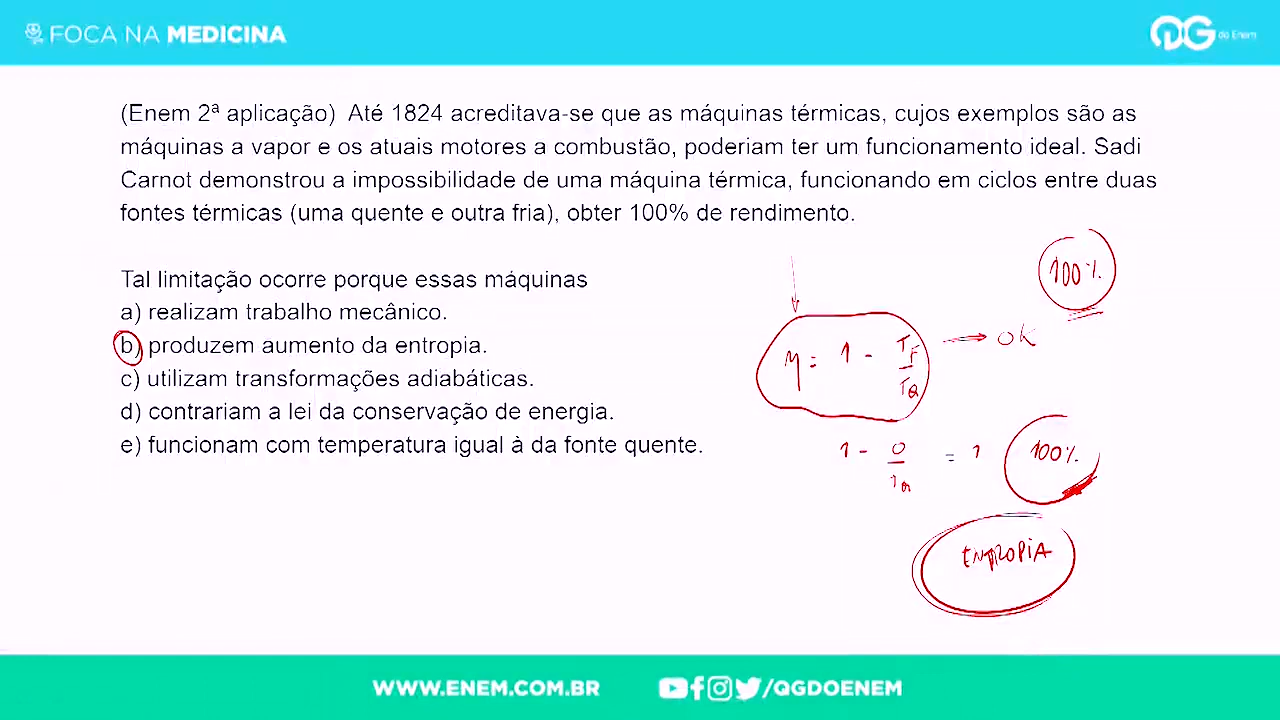 FOCA NA MEDICINA
QG do Enem
(Enem 2ª aplicação) Até 1824 acreditava-se que as máquinas térmicas, cujos exemplos são as
máquinas a vapor e os atuais motores a combustão, poderiam ter um funcionamento ideal. Sadi
Carnot demonstrou a impossibilidade de uma máquina térmica, funcionando em ciclos entre duas
fontes térmicas (uma quente e outra fria), obter 100% de rendimento.
Tal limitação ocorre porque essas máquinas
a) realizam trabalho mecânico.
b) produzem aumento da entropia.
c) utilizam transformações adiabáticas.
d) contrariam a lei da conservação de energia.
e) funcionam com temperatura igual à da fonte quente.
100%
η = 1 - TF/TQ → OK
1 - 0/TQ = 1 100%
ENTROPIA
WWW.ENEM.COM.BR
/QGDOENEM